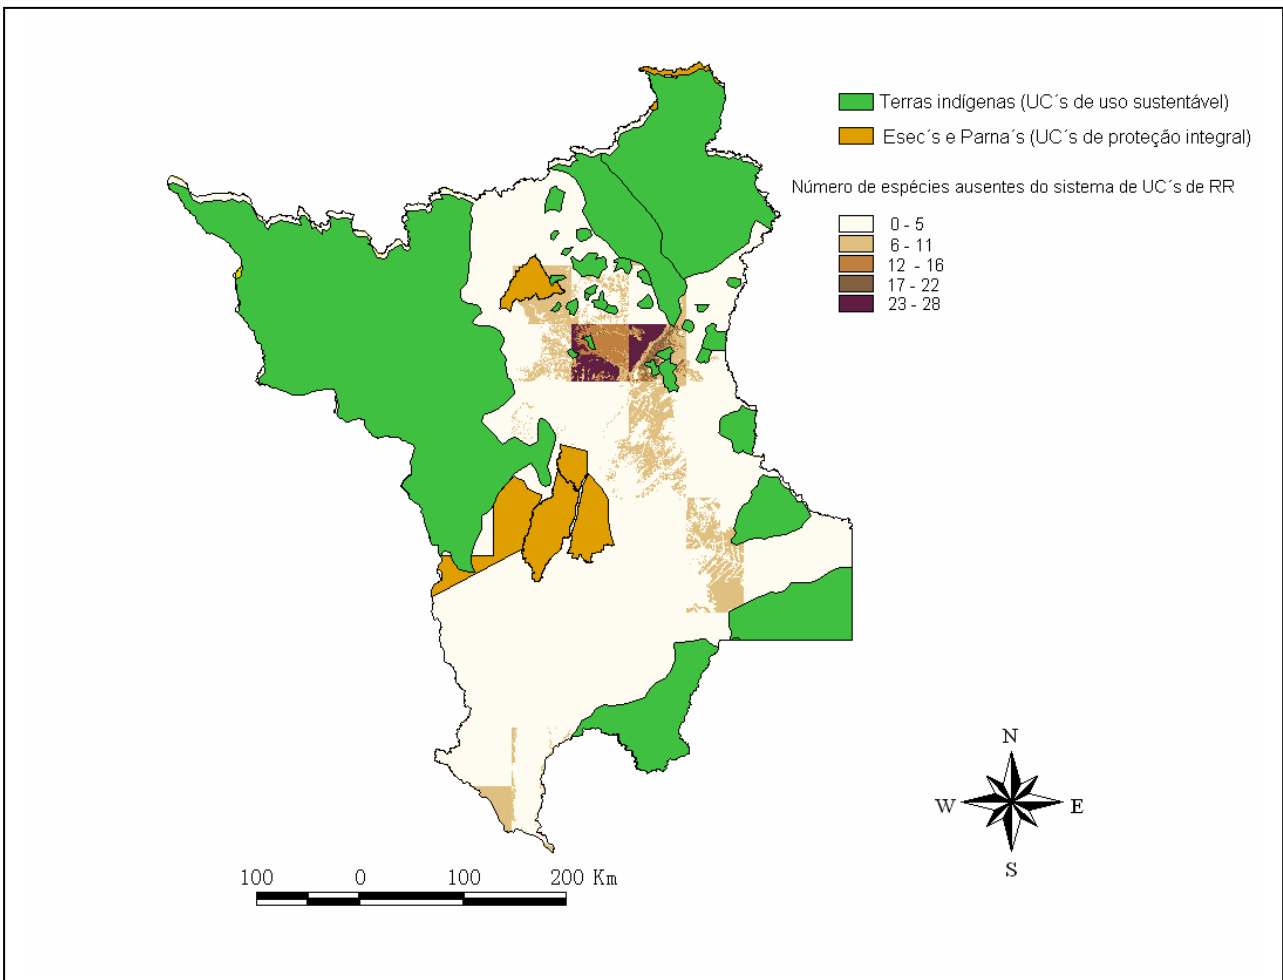 Terras indígenas (UC´s de uso sustentável)
Esec´s e Parna´s (UC´s de proteção integral)
Número de espécies ausentes do sistema de UC´s de RR
0 - 5
6 - 11
12 - 16
17 - 22
23 - 28
N
W E
S
100 0 100 200 Km